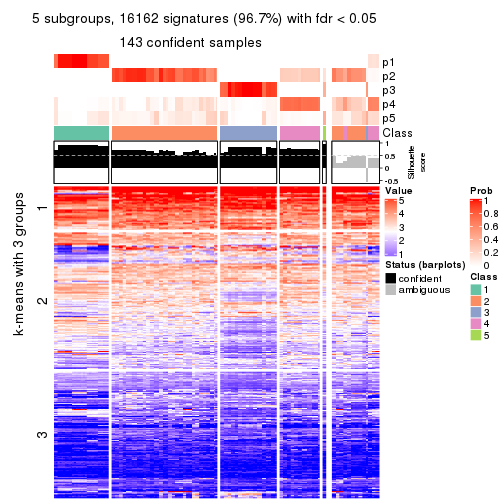 5 subgroups, 16162 signatures (96.7%) with fdr < 0.05
143 confident samples
p1
p2
p3
p4
p5
Class
1
0.5
0
-0.5
Silhouette
score
k-means with 3 groups
1
2
3
Value
5
4
3
2
1
Status (barplots)
confident
ambiguous
Prob
1
0.8
0.6
0.4
0.2
0
Class
1
2
3
4
5